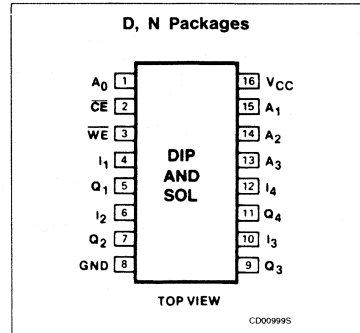 D, N Packages
A0 1 16 VCC
CE 2 15 A1
WE 3 14 A2
I1 4 13 A3
Q1 5 12 I4
I2 6 11 Q4
Q2 7 10 I3
GND 8 9 Q3
DIP
AND
SOL
TOP VIEW
CD00999S